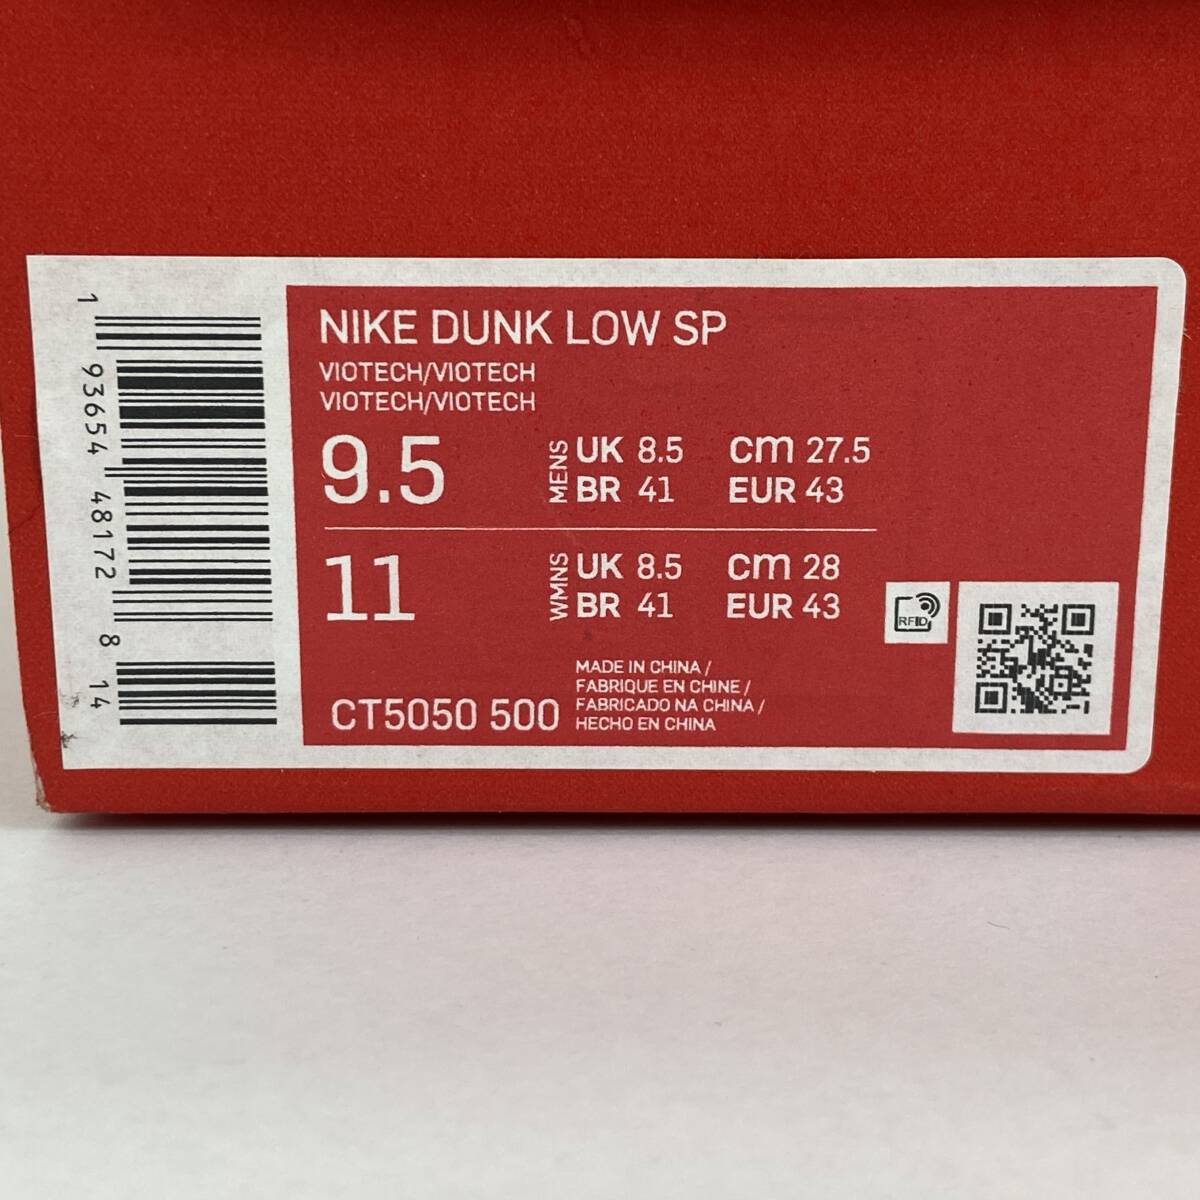 1 93654 48172 8 14
NIKE DUNK LOW SP
VIOTECH/VIOTECH
VIOTECH/VIOTECH
9.5 MENS UK 8.5 cm 27.5
BR 41 EUR 43
11 WMNS UK 8.5 cm 28
BR 41 EUR 43
RFID
CT5050 500
MADE IN CHINA /
FABRIQUE EN CHINE /
FABRICADO NA CHINA /
HECHO EN CHINA